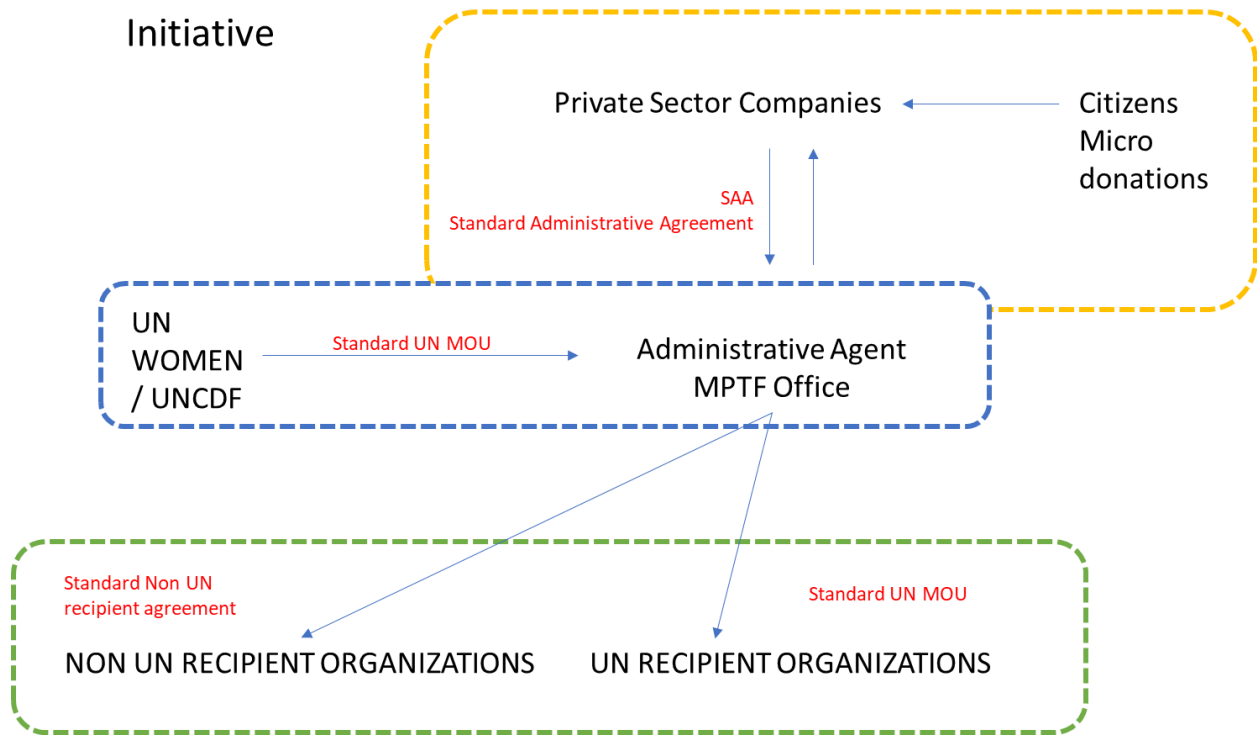 Initiative
Private Sector Companies
Citizens
Micro
donations
SAA
Standard Administrative Agreement
UN
WOMEN
/ UNCDF
Standard UN MOU
Administrative Agent
MPTF Office
Standard Non UN
recipient agreement
Standard UN MOU
NON UN RECIPIENT ORGANIZATIONS
UN RECIPIENT ORGANIZATIONS